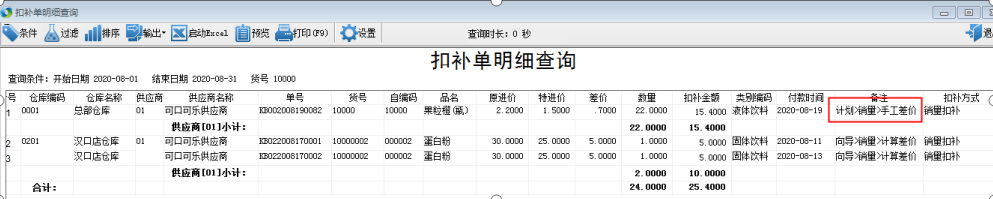 扣补单明细查询
条件 过滤 排序 输出 启动Excel 预览 打印(F9) 设置 查询时长: 0 秒
扣补单明细查询
查询条件: 开始日期 2020-08-01 结束日期 2020-08-31 货号 10000
号 仓库编码 仓库名称 供应商 供应商名称 单号 货号 自编码 品名 原进价 特进价 差价 数量 扣补金额 类别编码 付款时间 备注 扣补方式
1 0001 总部仓库 01 可口可乐供应商 KB002008190082 10000 10000 果粒橙(瓶) 2.2000 1.5000 .7000 22.0000 15.4000 液体饮料 2020-08-19 计划>销量>手工差价 销量扣补
供应商[01]小计: 22.0000 15.4000
2 0201 汉口店仓库 01 可口可乐供应商 KB022008170001 10000002 000002 蛋白粉 30.0000 25.0000 5.0000 1.0000 5.0000 固体饮料 2020-08-11 向导>销量>计算差价 销量扣补
3 汉口店仓库 可口可乐供应商 KB022008170002 10000002 000002 蛋白粉 30.0000 25.0000 5.0000 1.0000 5.0000 固体饮料 2020-08-13 向导>销量>计算差价 销量扣补
供应商[01]小计: 2.0000 10.0000
合计: 24.0000 25.4000